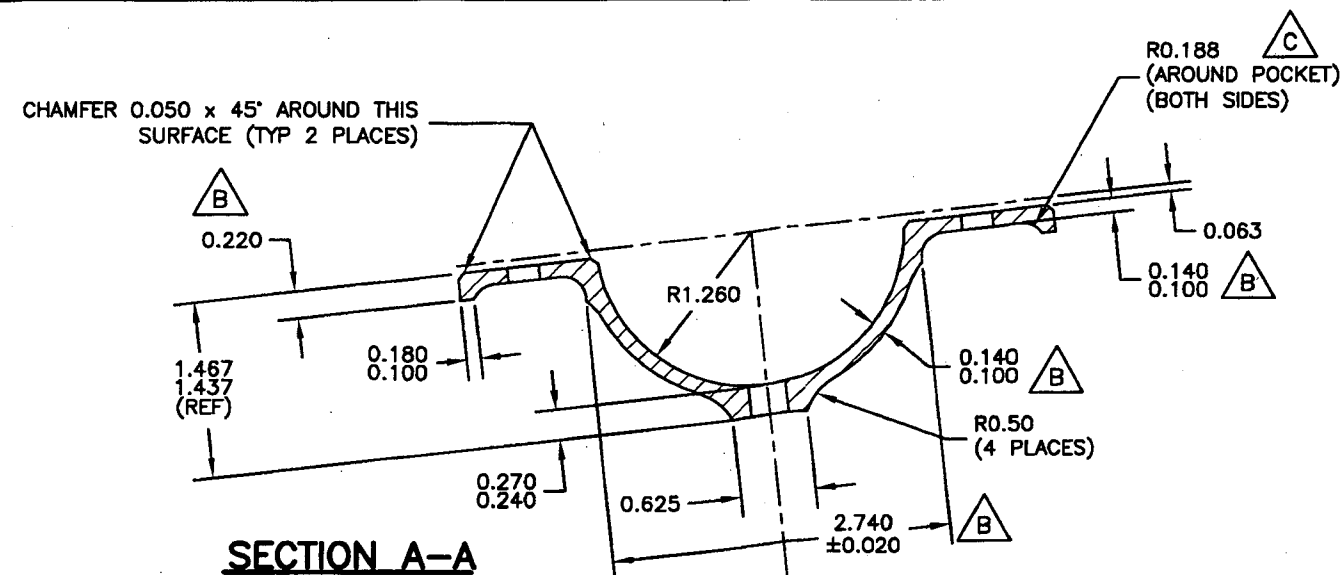 R0.188
C
(AROUND POCKET)
(BOTH SIDES)
CHAMFER 0.050 x 45° AROUND THIS
SURFACE (TYP 2 PLACES)
B
0.220
0.063
0.140
0.100
B
R1.260
1.467
1.437
(REF)
0.180
0.100
0.140
0.100
B
R0.50
(4 PLACES)
0.270
0.240
0.625
2.740
±0.020
B
SECTION A-A